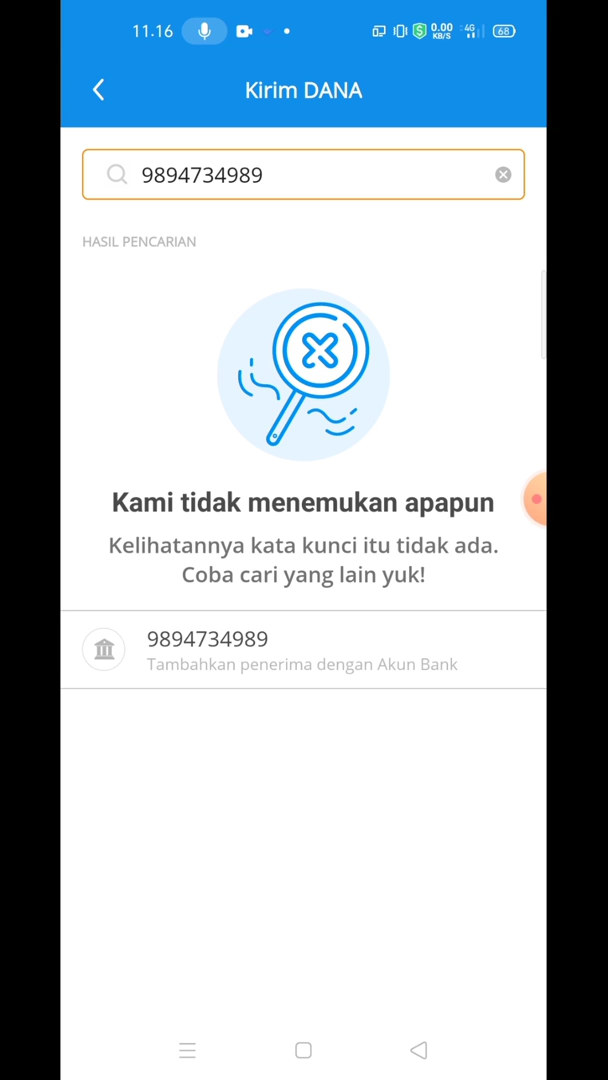 11.16
0.00
KB/S
4G
68
Kirim DANA
9894734989
HASIL PENCARIAN
Kami tidak menemukan apapun
Kelihatannya kata kunci itu tidak ada.
Coba cari yang lain yuk!
9894734989
Tambahkan penerima dengan Akun Bank